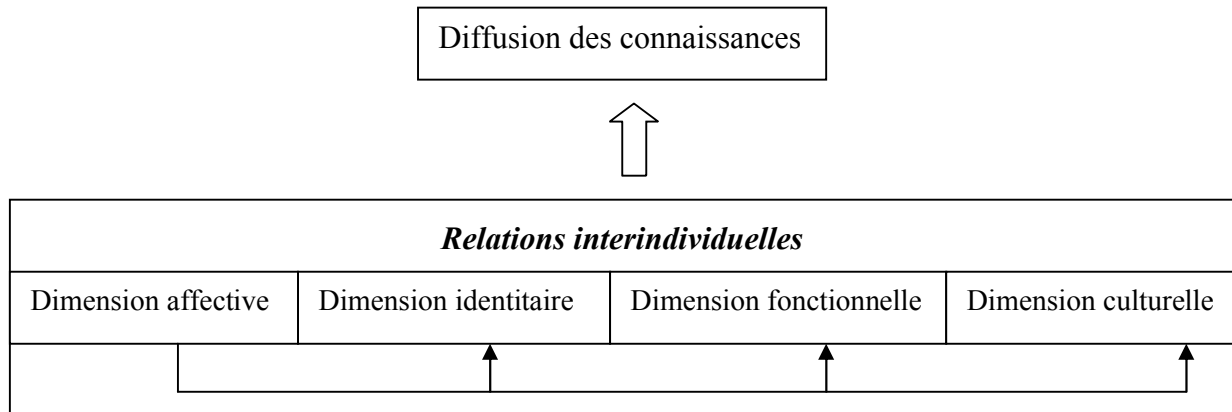 Diffusion des connaissances
Relations interindividuelles
Dimension affective
Dimension identitaire
Dimension fonctionnelle
Dimension culturelle